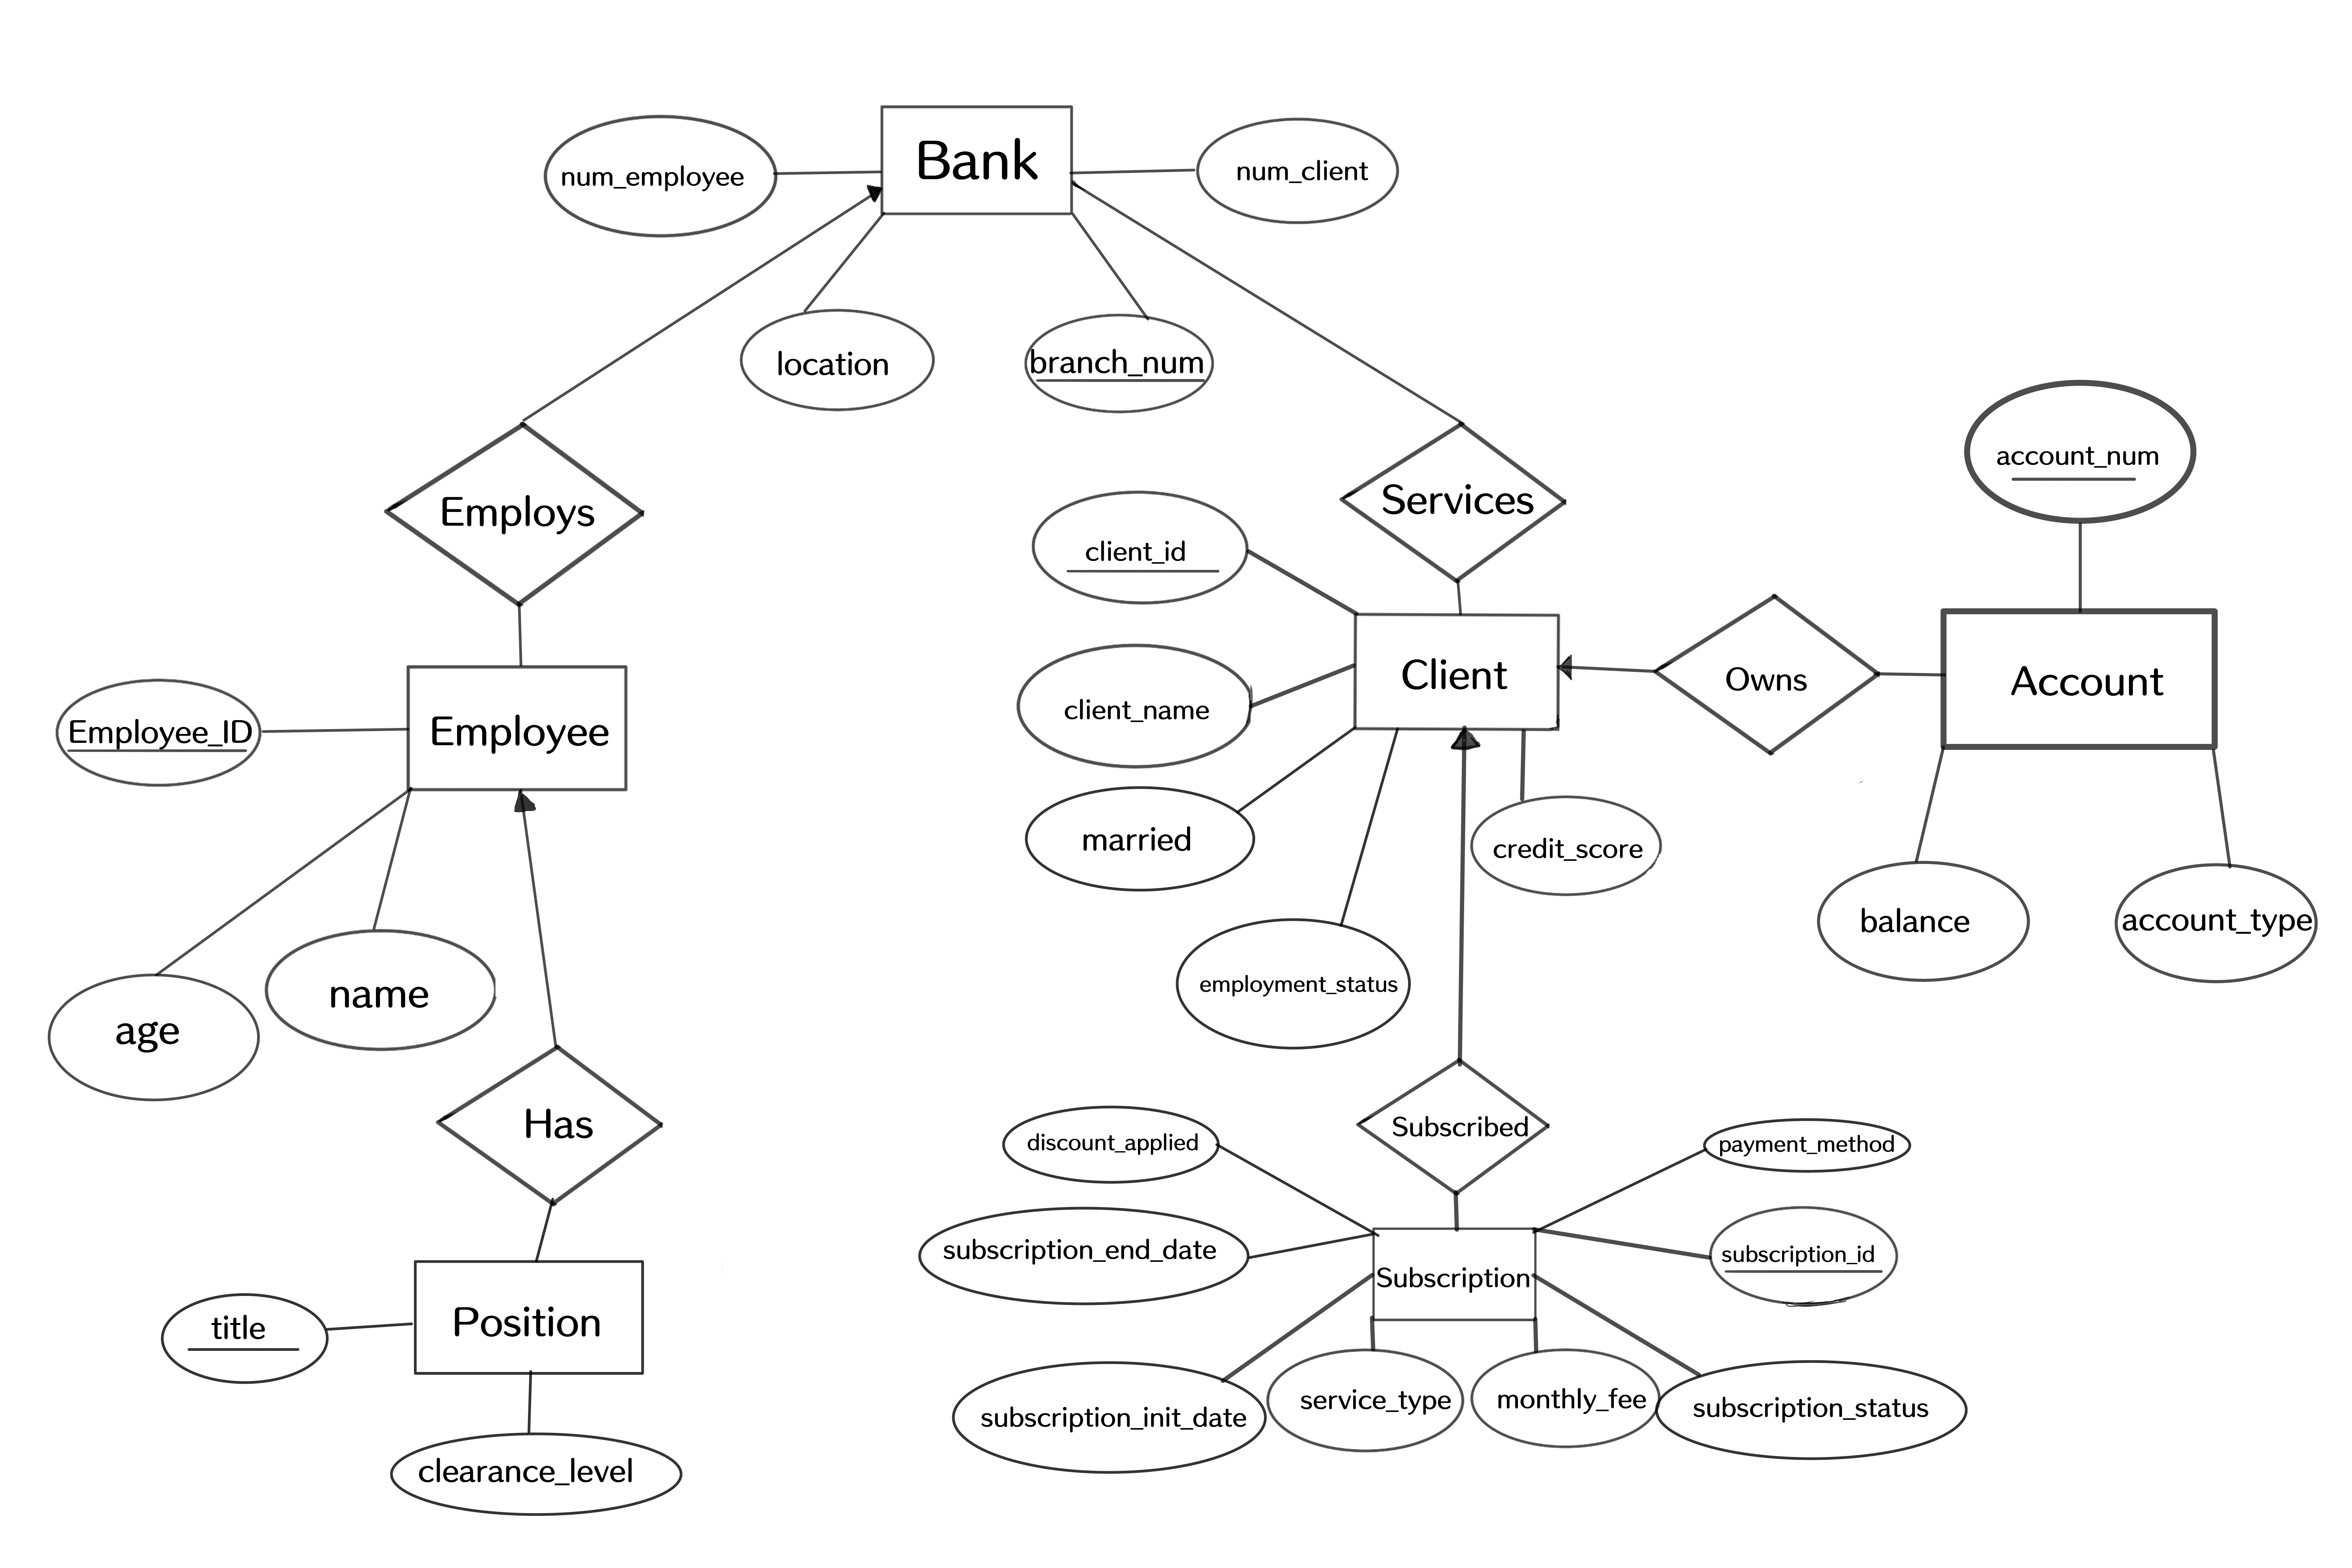 Bank
num_employee
num_client
location
branch_num
Employs
Services
account_num
client_id
Client
Owns
Account
client_name
Employee_ID
Employee
married
credit_score
balance
account_type
employment_status
name
age
Has
Subscribed
discount_applied
payment_method
subscription_end_date
subscription_id
Subscription
title
Position
subscription_init_date
service_type
monthly_fee
subscription_status
clearance_level